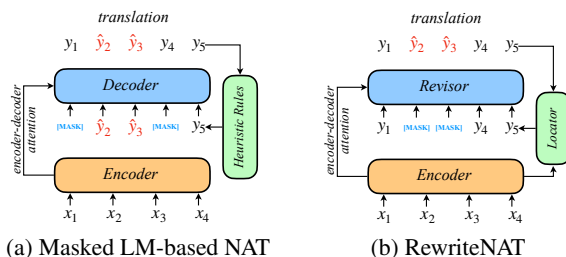 translation
y1 ŷ2 ŷ3 y4 y5
Decoder
[MASK] ŷ2 ŷ3 [MASK] y5
Heuristic Rules
encoder-decoder
attention
Encoder
x1 x2 x3 x4
(a) Masked LM-based NAT
translation
y1 ŷ2 ŷ3 y4 y5
Revisor
y1 [MASK] [MASK] y4 y5
Locator
encoder-decoder
attention
Encoder
x1 x2 x3 x4
(b) RewriteNAT